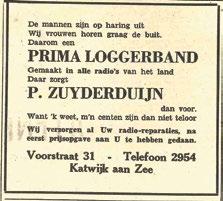 De mannen zijn op haring uit
Wij vrouwen horen graag de buit.
Daarom een
PRIMA LOGGERBAND
Gemaakt in alle radio's van het land
Daar zorgt
P. ZUYDERDUIJN
dan voor.
Want 'k weet, m'n centen zijn dan niet teloor
Wij versorgen al Uw radio-reparaties, na
eerst prijsopgave aan U te hebben gedaan.
Voorstraat 31 - Telefoon 2954
Katwijk aan Zee